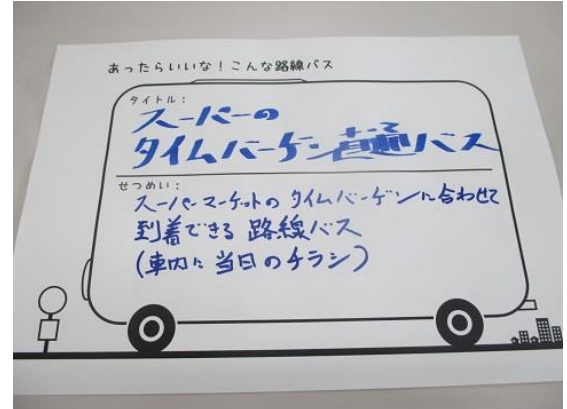 あったらいいな！こんな路線バス
タイトル：
スーパーの
タイムバーゲン直通バス
せつめい：
スーパーマーケットのタイムバーゲンに合わせて
到着できる路線バス
(車内に当日のチラシ)